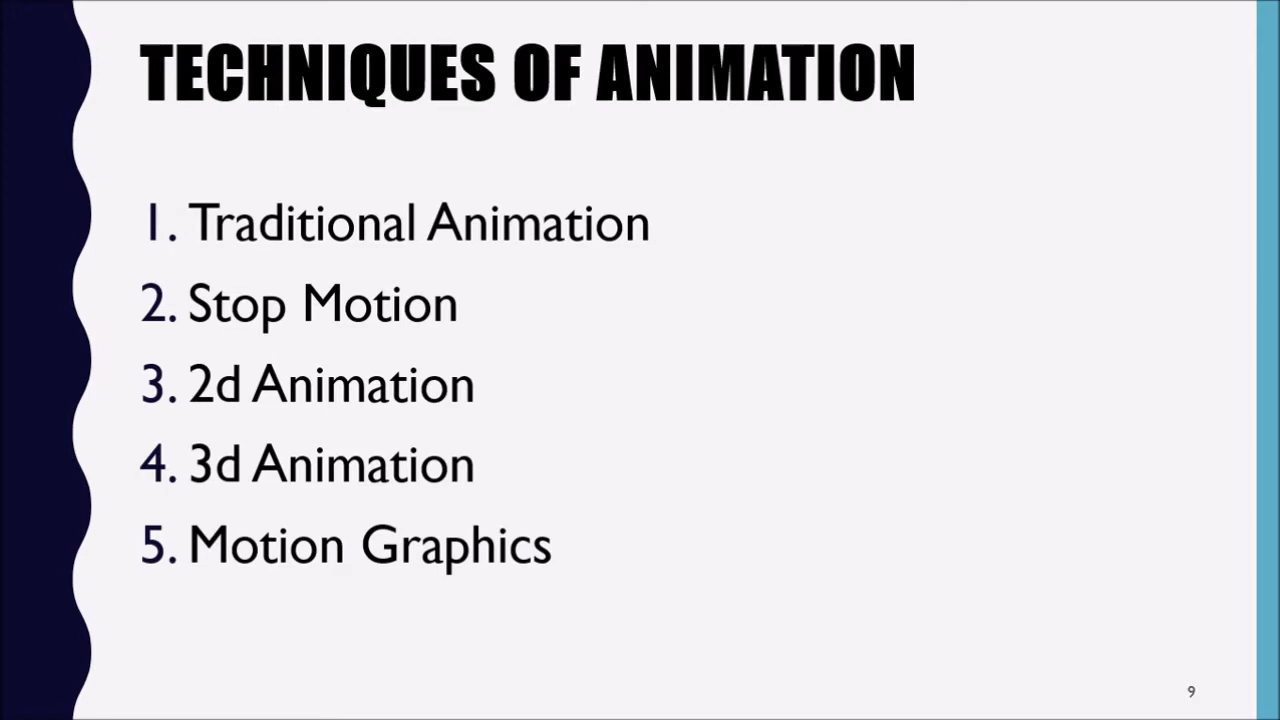 TECHNIQUES OF ANIMATION
1. Traditional Animation
2. Stop Motion
3. 2d Animation
4. 3d Animation
5. Motion Graphics
9